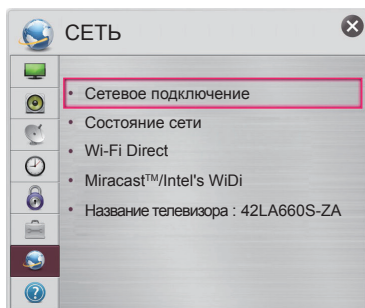 СЕТЬ
• Сетевое подключение
• Состояние сети
• Wi-Fi Direct
• Miracast™/Intel's WiDi
• Название телевизора : 42LA660S-ZA